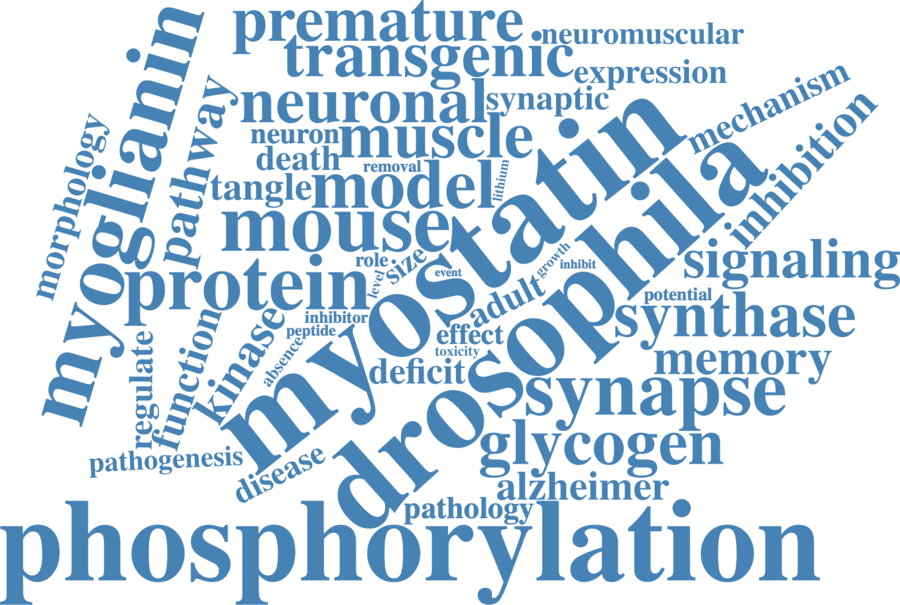 premature
neuromuscular
transgenic
expression
myoglianin
pathway
neuronal
synaptic
mechanism
morphology
neuron
muscle
death
removal
lithium
inhibition
tangle
model
myostatin
drosophila
mouse
role
size
event
growth
inhibit
signaling
protein
level
adult
potential
inhibitor
peptide
effect
synthase
absence
toxicity
kinase
function
regulate
deficit
memory
synapse
pathogenesis
disease
glycogen
alzheimer
pathology
phosphorylation